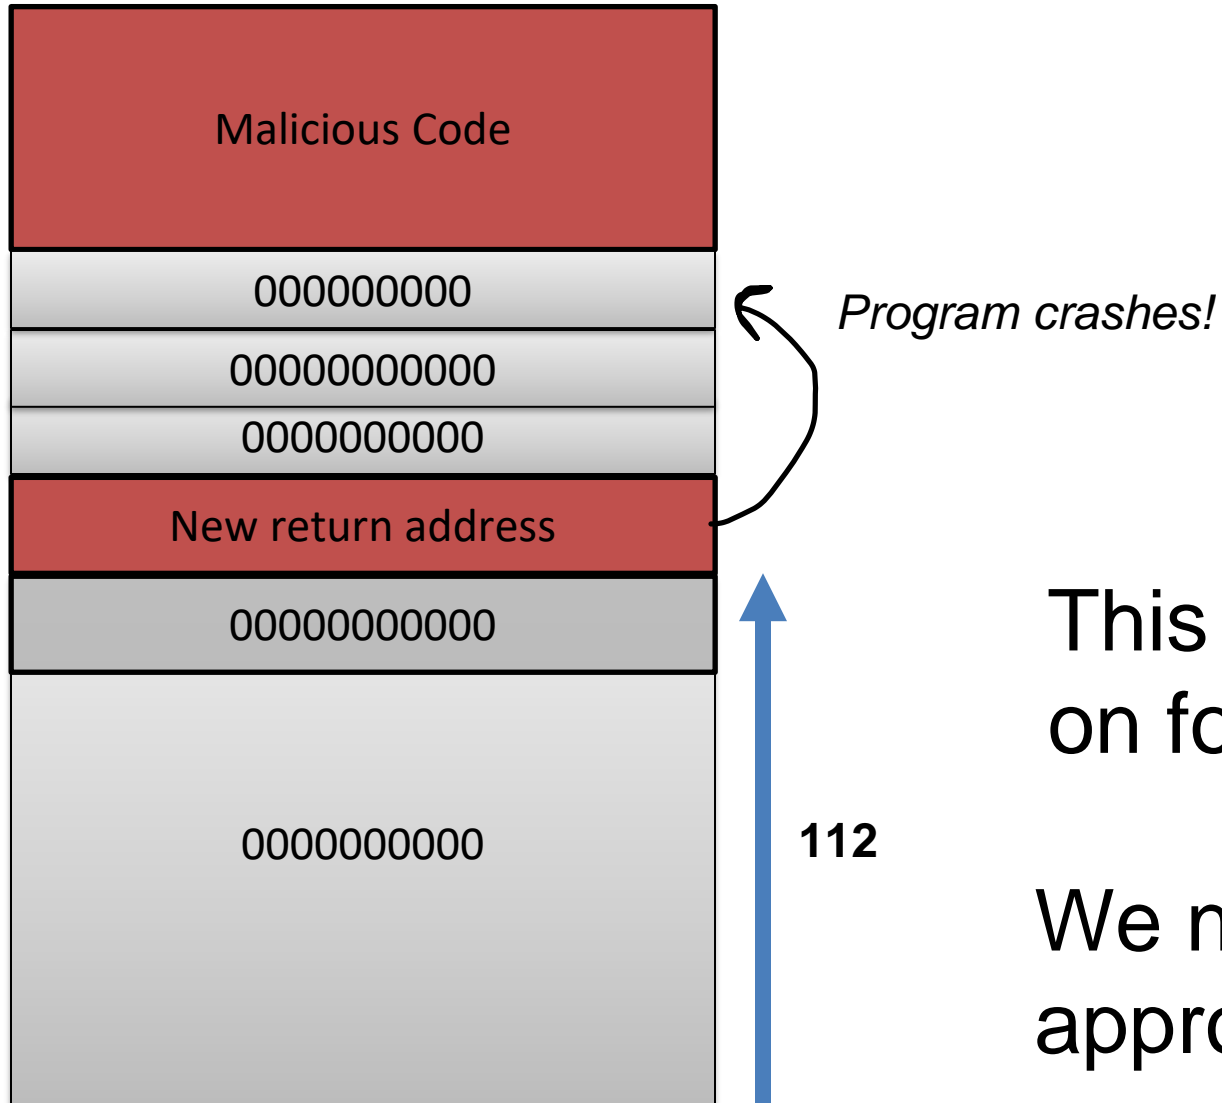 Malicious Code
000000000
Program crashes!
00000000000
0000000000
New return address
00000000000
This
on fo
0000000000
112
We n
appro